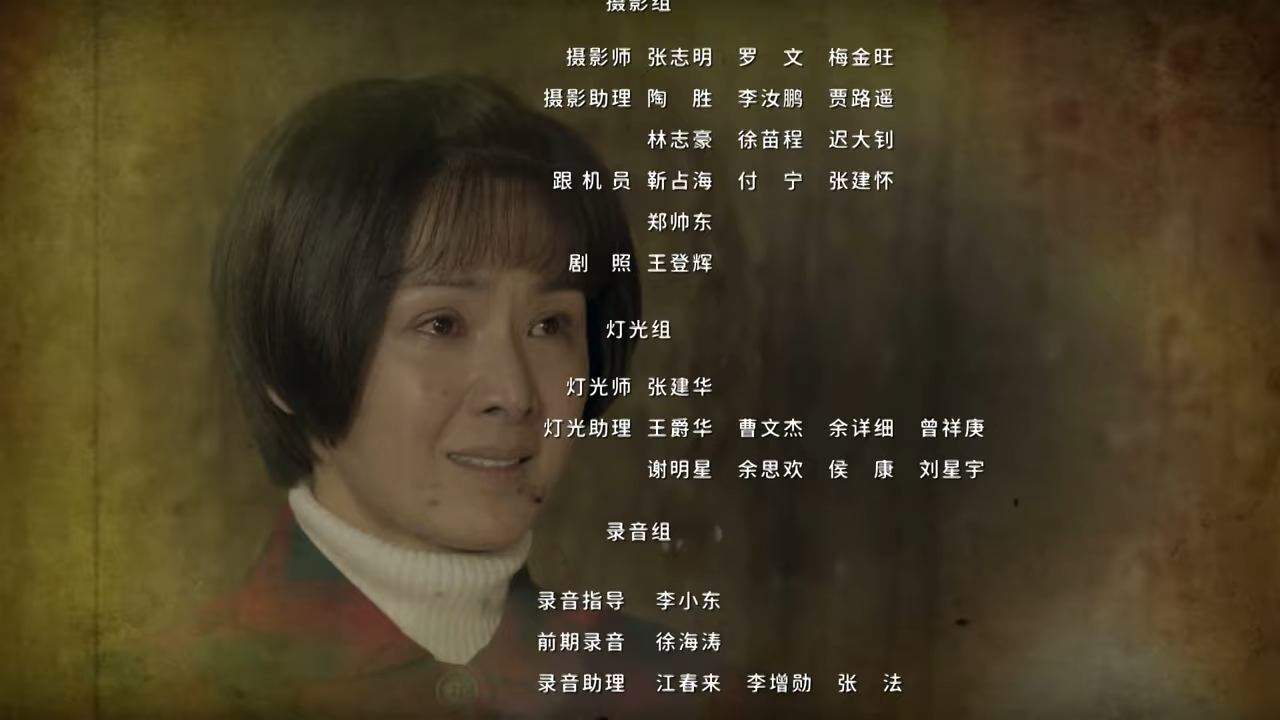 摄影组
摄影师 张志明 罗 文 梅金旺
摄影助理 陶 胜 李汝鹏 贾路遥
林志豪 徐苗程 迟大钊
跟机员 靳占海 付 宁 张建怀
郑帅东
剧 照 王登辉
灯光组
灯光师 张建华
灯光助理 王爵华 曹文杰 余详细 曾祥庚
谢明星 余思欢 侯 康 刘星宇
录音组
录音指导 李小东
前期录音 徐海涛
录音助理 江春来 李增勋 张 法